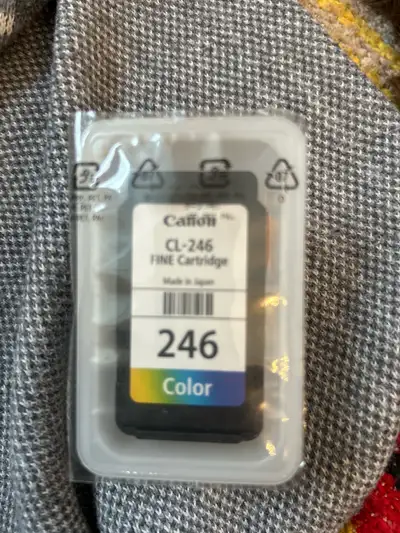 Canon
CL-246
FINE Cartridge
Made in Japan
246
Color